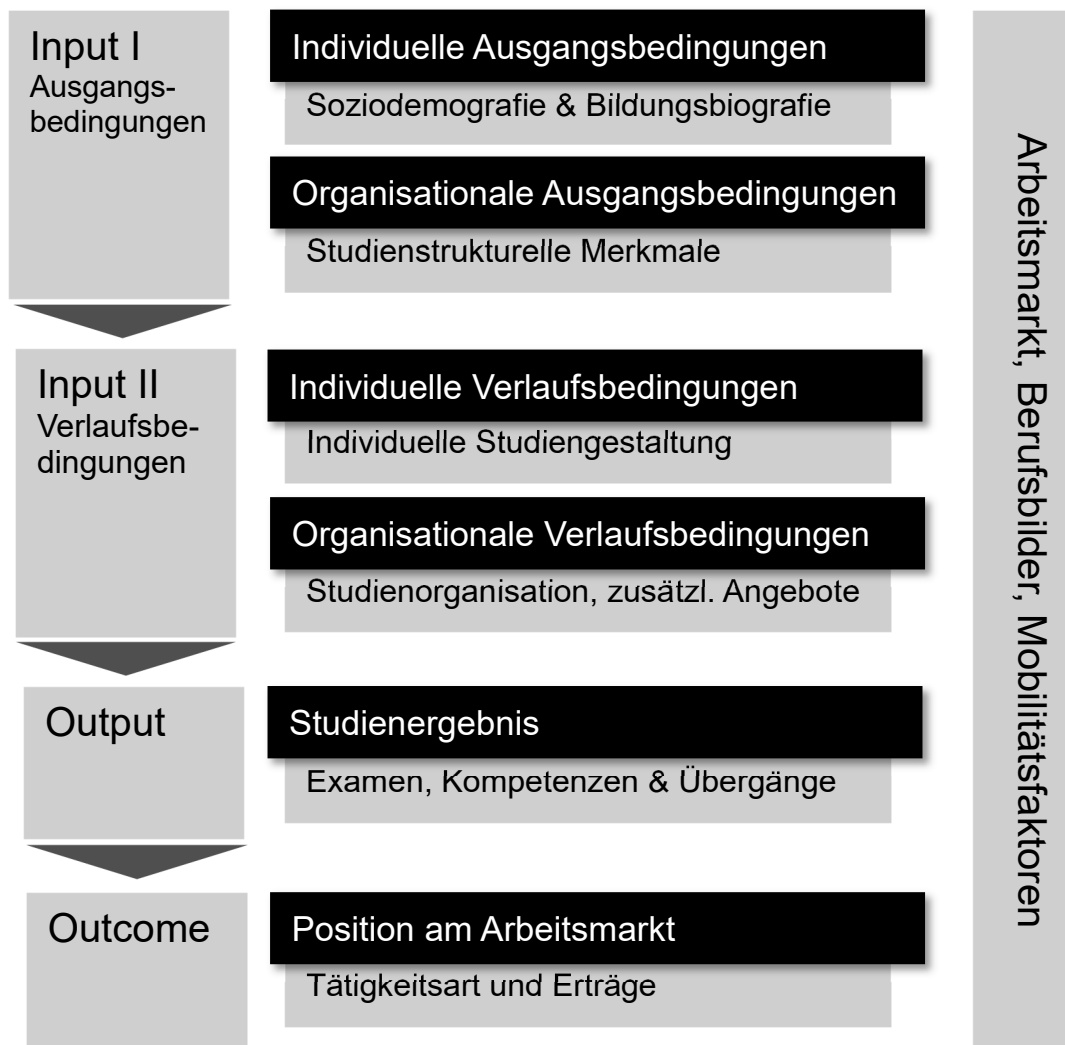 Input I
Ausgangs-
bedingungen
Individuelle Ausgangsbedingungen
Soziodemografie & Bildungsbiografie
Organisationale Ausgangsbedingungen
Studienstrukturelle Merkmale
Input II
Verlaufsbe-
dingungen
Individuelle Verlaufsbedingungen
Individuelle Studiengestaltung
Organisationale Verlaufsbedingungen
Studienorganisation, zusätzl. Angebote
Output
Studienergebnis
Examen, Kompetenzen & Übergänge
Outcome
Position am Arbeitsmarkt
Tätigkeitsart und Erträge
Arbeitsmarkt, Berufsbilder, Mobilitätsfaktoren